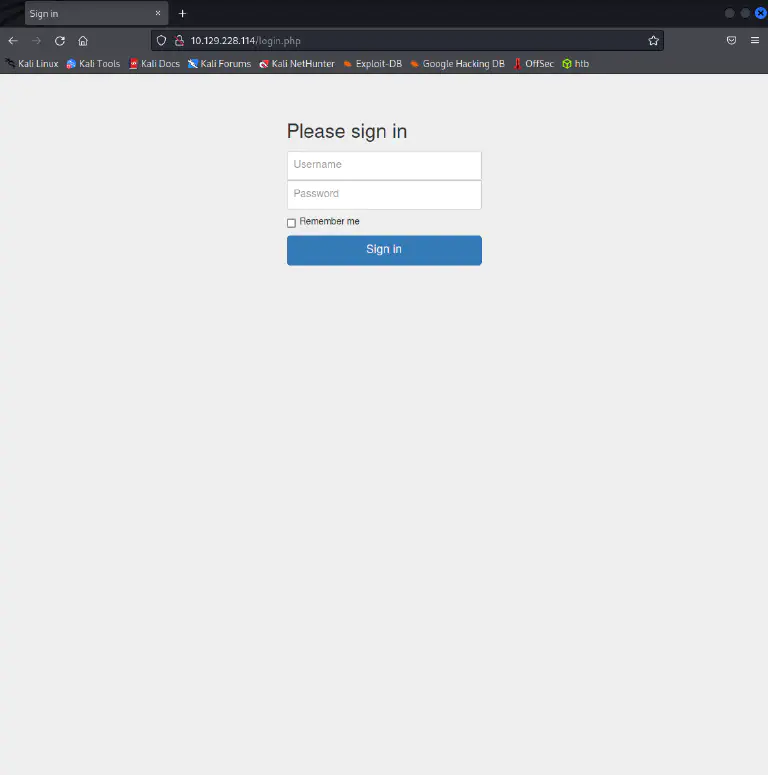 Sign in
10.129.228.114/login.php
Kali Linux Kali Tools Kali Docs Kali Forums Kali NetHunter Exploit-DB Google Hacking DB OffSec htb
Please sign in
Username
Password
Remember me
Sign in